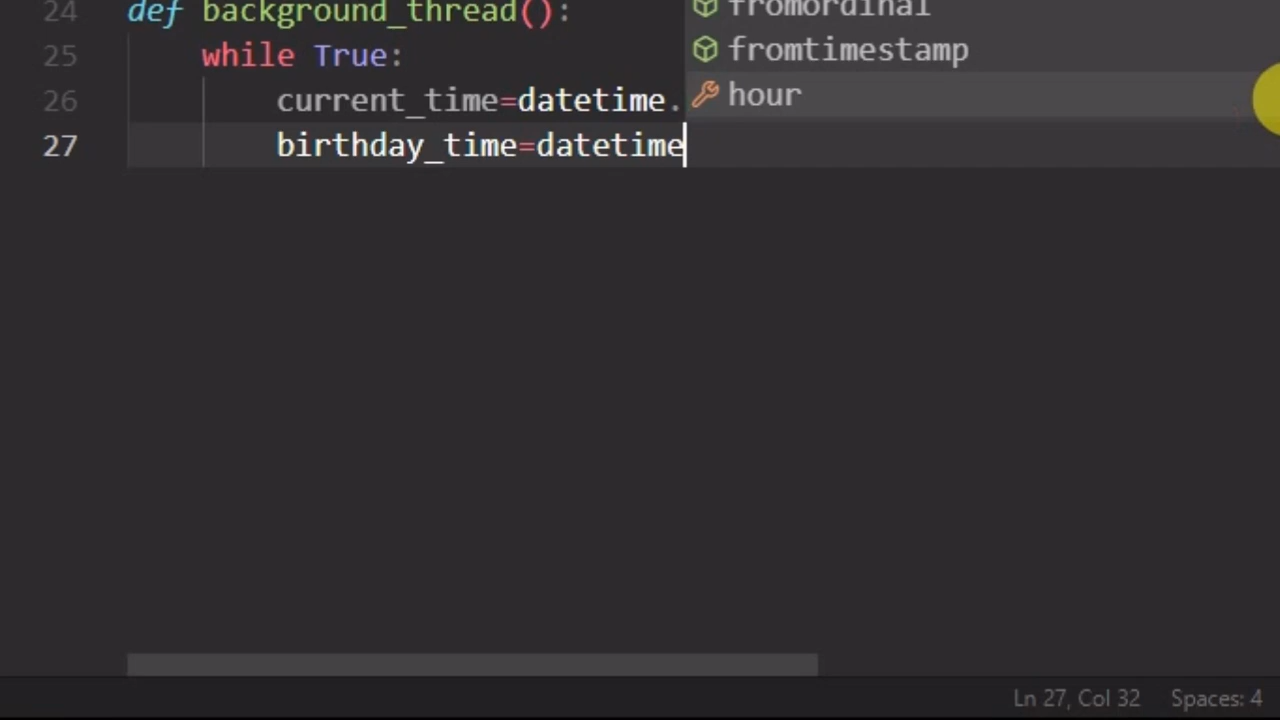 24 def background_thread():
fromordinal
25 while True:
fromtimestamp
26 current_time=datetime.
hour
27 birthday_time=datetime
Ln 27, Col 32 Spaces: 4